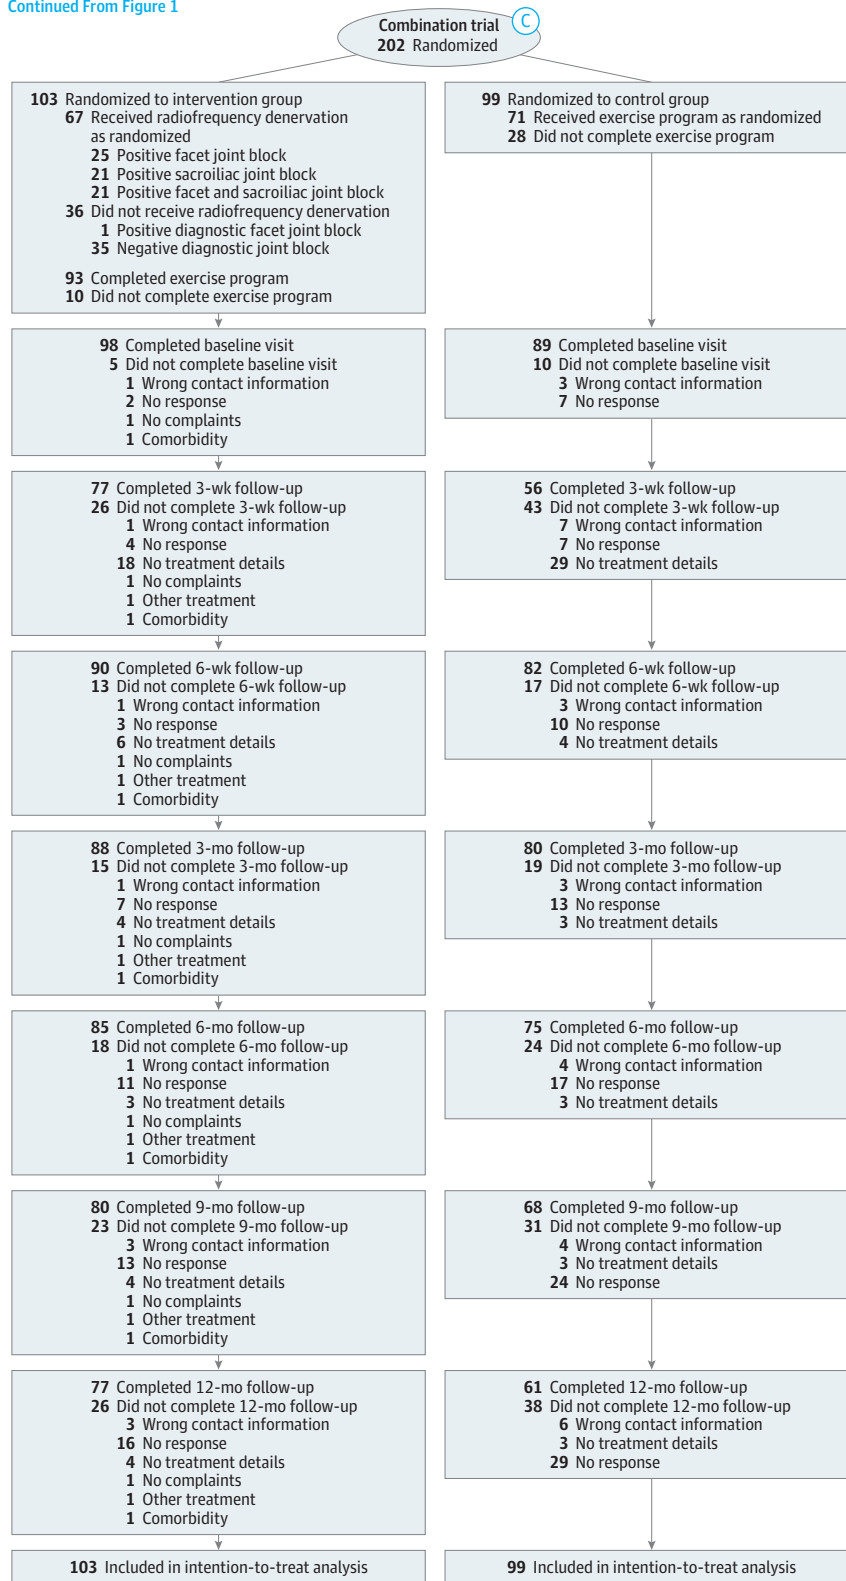 Continued From Figure 1
Combination trial
C
202 Randomized
103 Randomized to intervention group
67 Received radiofrequency denervation
as randomized
25 Positive facet joint block
21 Positive sacroiliac joint block
21 Positive facet and sacroiliac joint block
36 Did not receive radiofrequency denervation
1 Positive diagnostic facet joint block
35 Negative diagnostic joint block
93 Completed exercise program
10 Did not complete exercise program
99 Randomized to control group
71 Received exercise program as randomized
28 Did not complete exercise program
98 Completed baseline visit
5 Did not complete baseline visit
1 Wrong contact information
2 No response
1 No complaints
1 Comorbidity
89 Completed baseline visit
10 Did not complete baseline visit
3 Wrong contact information
7 No response
77 Completed 3-wk follow-up
26 Did not complete 3-wk follow-up
1 Wrong contact information
4 No response
18 No treatment details
1 No complaints
1 Other treatment
1 Comorbidity
56 Completed 3-wk follow-up
43 Did not complete 3-wk follow-up
7 Wrong contact information
7 No response
29 No treatment details
90 Completed 6-wk follow-up
13 Did not complete 6-wk follow-up
1 Wrong contact information
3 No response
6 No treatment details
1 No complaints
1 Other treatment
1 Comorbidity
82 Completed 6-wk follow-up
17 Did not complete 6-wk follow-up
3 Wrong contact information
10 No response
4 No treatment details
88 Completed 3-mo follow-up
15 Did not complete 3-mo follow-up
1 Wrong contact information
7 No response
4 No treatment details
1 No complaints
1 Other treatment
1 Comorbidity
80 Completed 3-mo follow-up
19 Did not complete 3-mo follow-up
3 Wrong contact information
13 No response
3 No treatment details
85 Completed 6-mo follow-up
18 Did not complete 6-mo follow-up
1 Wrong contact information
11 No response
3 No treatment details
1 No complaints
1 Other treatment
1 Comorbidity
75 Completed 6-mo follow-up
24 Did not complete 6-mo follow-up
4 Wrong contact information
17 No response
3 No treatment details
80 Completed 9-mo follow-up
23 Did not complete 9-mo follow-up
3 Wrong contact information
13 No response
4 No treatment details
1 No complaints
1 Other treatment
1 Comorbidity
68 Completed 9-mo follow-up
31 Did not complete 9-mo follow-up
4 Wrong contact information
3 No treatment details
24 No response
77 Completed 12-mo follow-up
26 Did not complete 12-mo follow-up
3 Wrong contact information
16 No response
4 No treatment details
1 No complaints
1 Other treatment
1 Comorbidity
61 Completed 12-mo follow-up
38 Did not complete 12-mo follow-up
6 Wrong contact information
3 No treatment details
29 No response
103 Included in intention-to-treat analysis
99 Included in intention-to-treat analysis